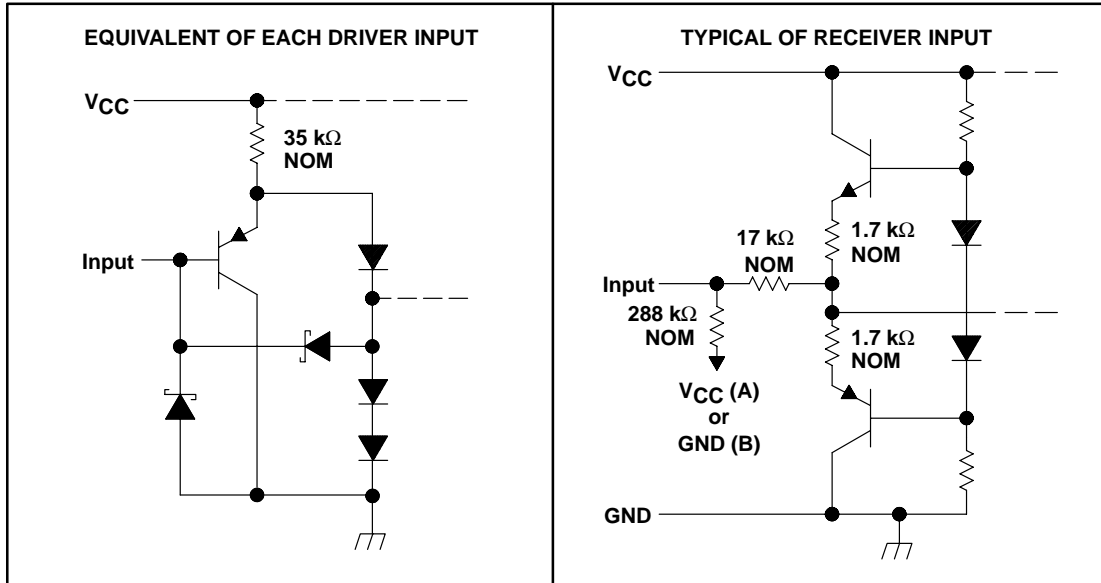 EQUIVALENT OF EACH DRIVER INPUT
VCC
35 kΩ
NOM
Input
TYPICAL OF RECEIVER INPUT
VCC
1.7 kΩ
NOM
17 kΩ
NOM
Input
288 kΩ
NOM
1.7 kΩ
NOM
VCC (A)
or
GND (B)
GND